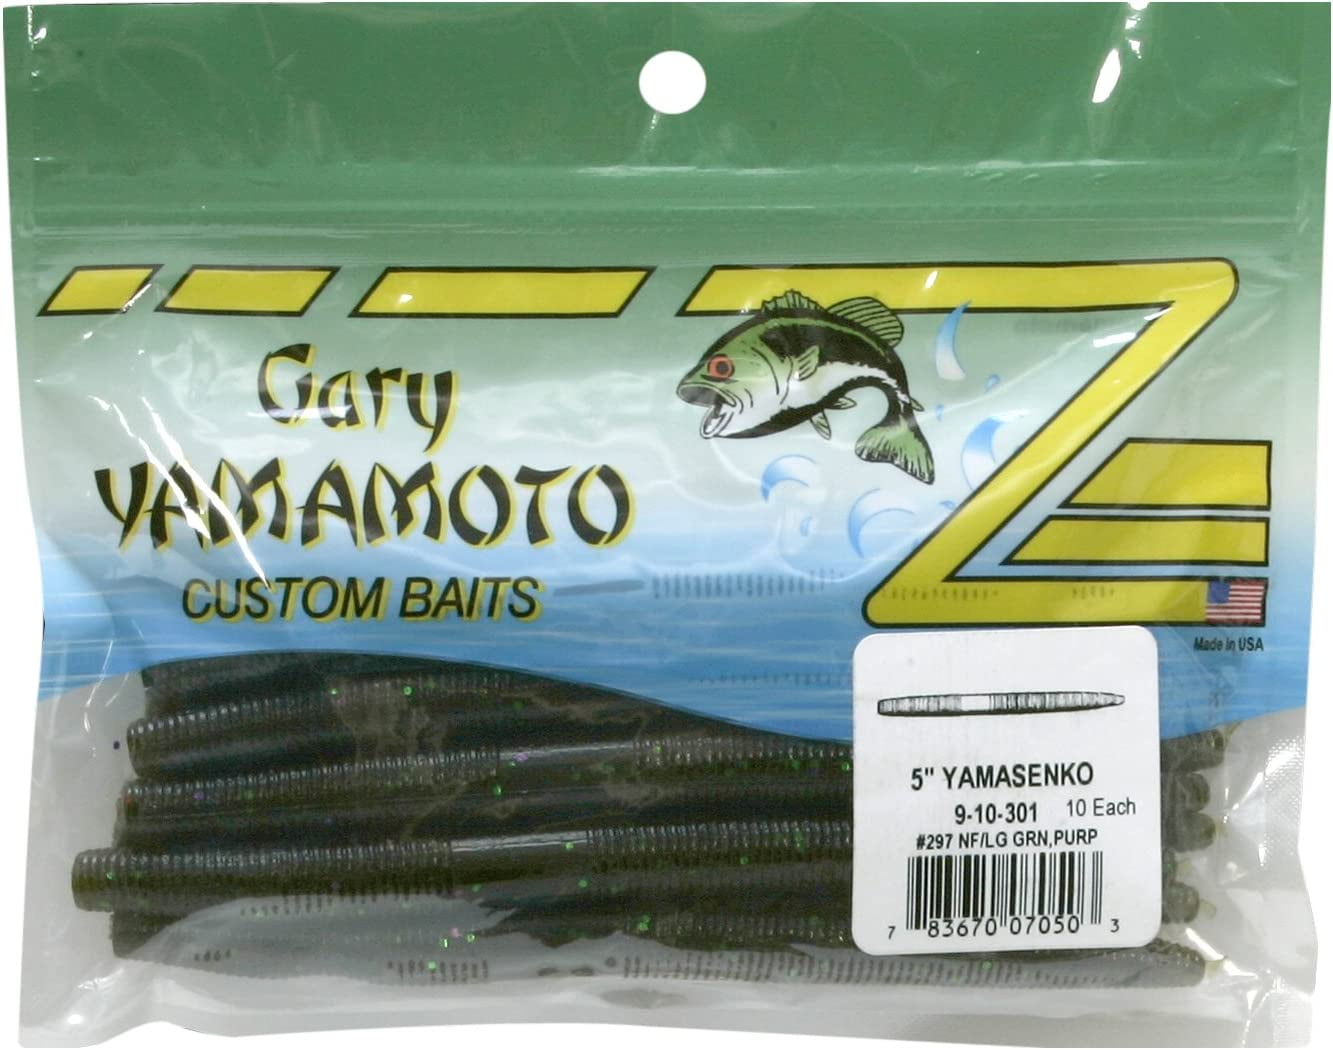 Gary
YAMAMOTO
CUSTOM BAITS
Made in USA
5" YAMASENKO
9-10-301 10 Each
#297 NF/LG GRN,PURP
7 83670 07050 3